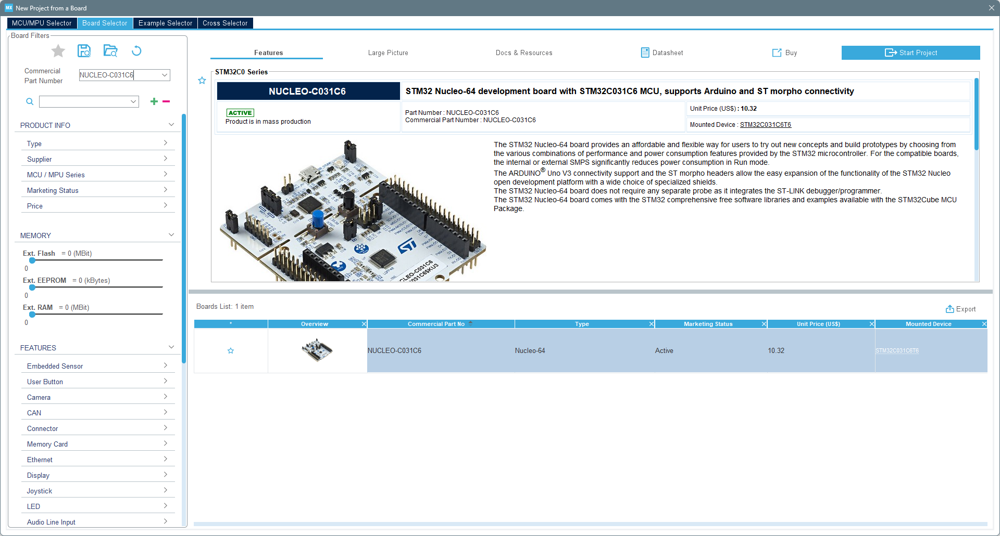 MX New Project from a Board
MCU/MPU Selector
Board Selector
Example Selector
Cross Selector
Board Filters
Commercial
Part Number
NUCLEO-C031C6
PRODUCT INFO
Type
Supplier
MCU / MPU Series
Marketing Status
Price
MEMORY
Ext. Flash = 0 (MBit)
0
Ext. EEPROM = 0 (kBytes)
0
Ext. RAM = 0 (MBit)
0
FEATURES
Embedded Sensor
User Button
Camera
CAN
Connector
Memory Card
Ethernet
Display
Joystick
LED
Audio Line Input
Features
Large Picture
Docs & Resources
Datasheet
Buy
Start Project
STM32C0 Series
NUCLEO-C031C6
STM32 Nucleo-64 development board with STM32C031C6 MCU, supports Arduino and ST morpho connectivity
ACTIVE
Product is in mass production
Part Number : NUCLEO-C031C6
Commercial Part Number : NUCLEO-C031C6
Unit Price (US$) : 10.32
Mounted Device : STM32C031C6T6
The STM32 Nucleo-64 board provides an affordable and flexible way for users to try out new concepts and build prototypes by choosing from
the various combinations of performance and power consumption features provided by the STM32 microcontroller. For the compatible boards,
the internal or external SMPS significantly reduces power consumption in Run mode.
The ARDUINO® Uno V3 connectivity support and the ST morpho headers allow the easy expansion of the functionality of the STM32 Nucleo
open development platform with a wide choice of specialized shields.
The STM32 Nucleo-64 board does not require any separate probe as it integrates the ST-LINK debugger/programmer.
The STM32 Nucleo-64 board comes with the STM32 comprehensive free software libraries and examples available with the STM32Cube MCU
Package.
ST
LEO-C031C6
031C6$KU3
Boards List: 1 item
Export
* Overview Commercial Part No Type Marketing Status Unit Price (US$) Mounted Device
NUCLEO-C031C6 Nucleo-64 Active 10.32 STM32C031C6T6